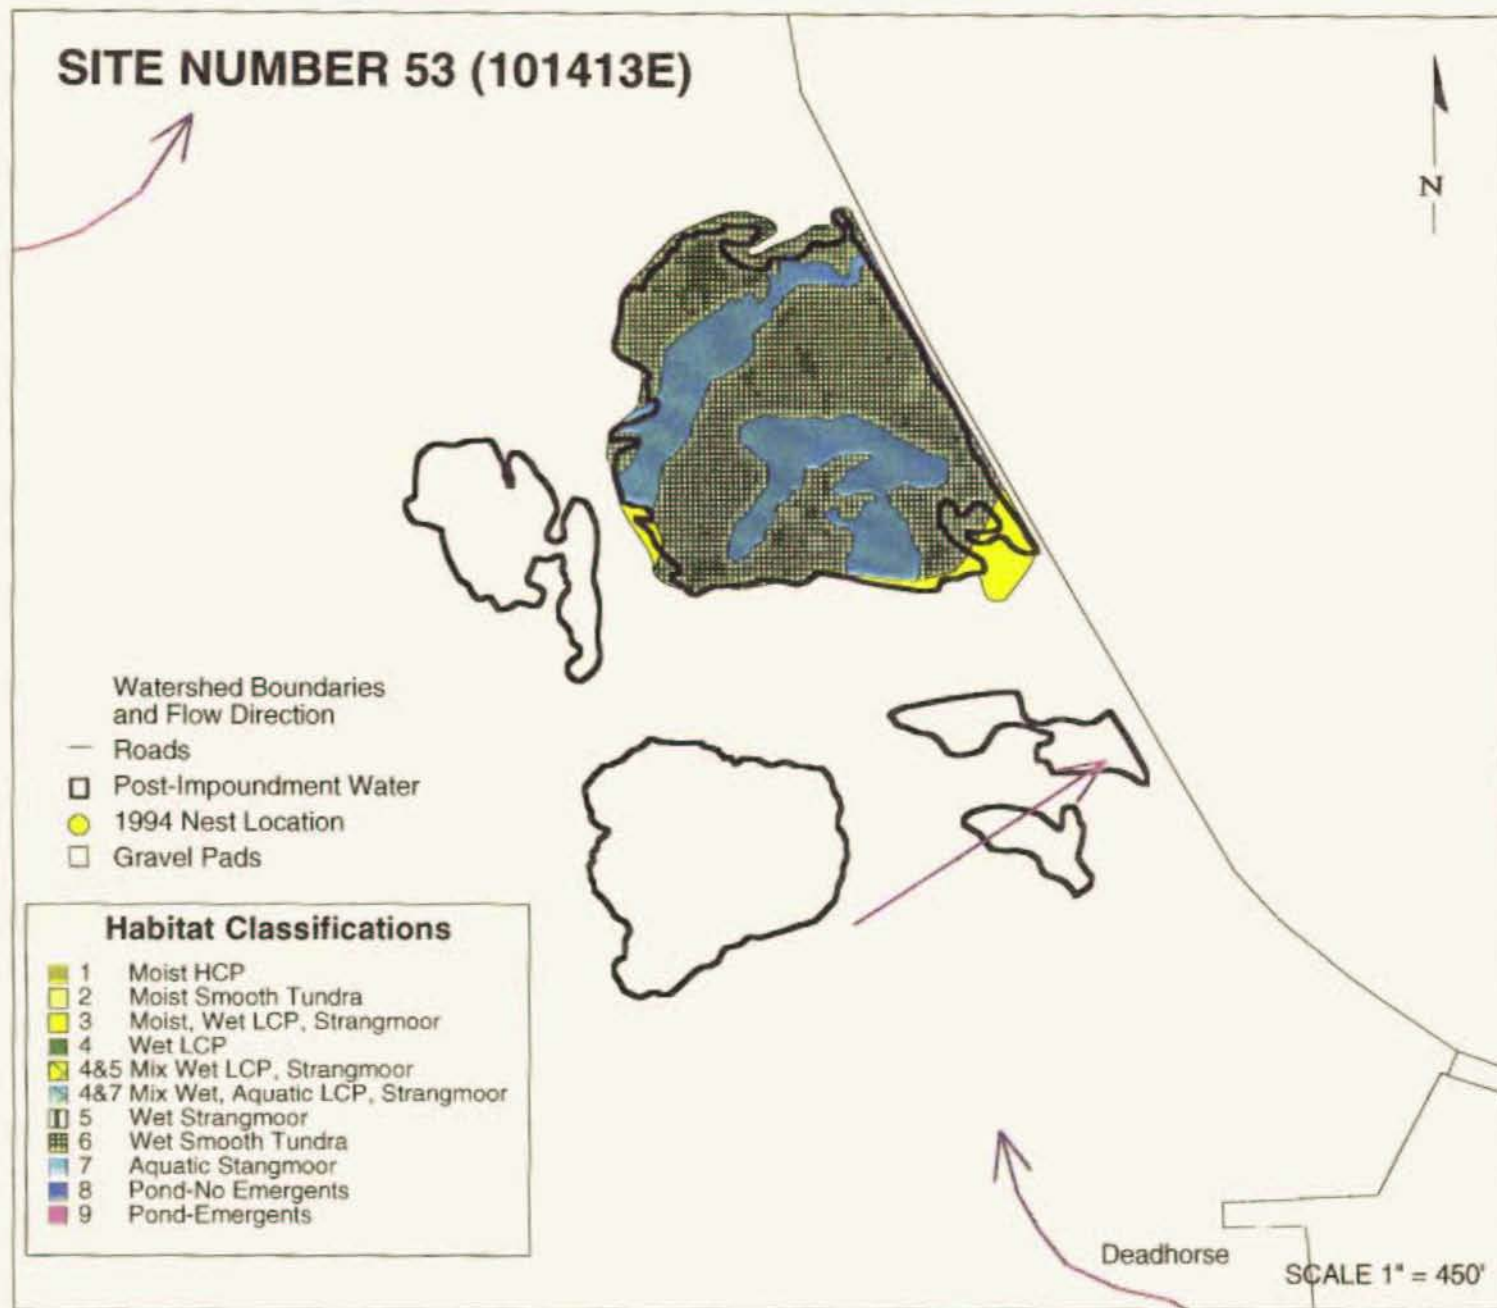 SITE NUMBER 53 (101413E)
N
Watershed Boundaries
and Flow Direction
Roads
Post-Impoundment Water
1994 Nest Location
Gravel Pads
Habitat Classifications
1 Moist HCP
2 Moist Smooth Tundra
3 Moist, Wet LCP, Strangmoor
4 Wet LCP
4&5 Mix Wet LCP, Strangmoor
4&7 Mix Wet, Aquatic LCP, Strangmoor
5 Wet Strangmoor
6 Wet Smooth Tundra
7 Aquatic Stangmoor
8 Pond-No Emergents
9 Pond-Emergents
Deadhorse
SCALE 1" = 450'